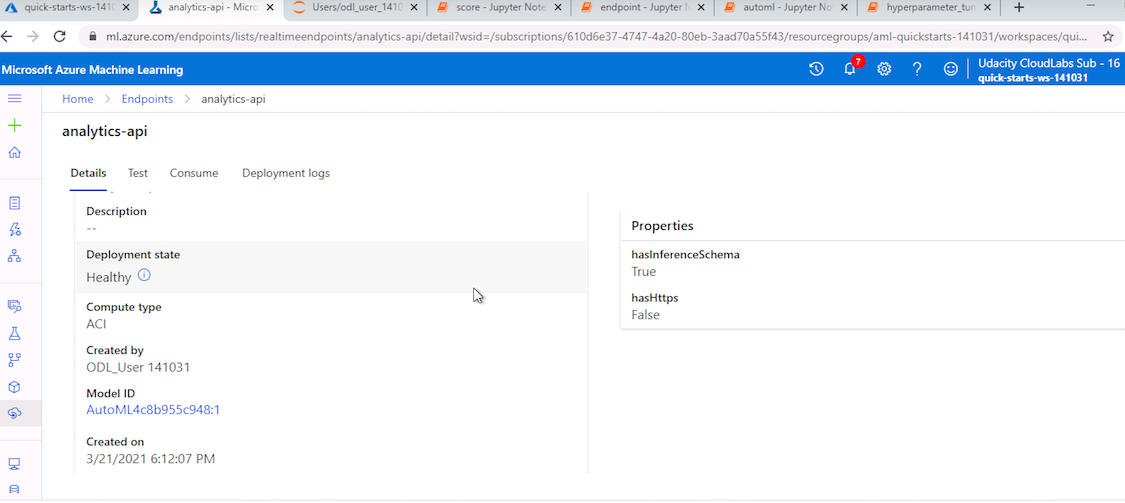 quick-starts-ws-1410
analytics-api - Micro
Users/odl_user_1410
score - Jupyter Note
endpoint - Jupyter N
automl - Jupyter No
hyperparameter_tun
ml.azure.com/endpoints/lists/realtimeendpoints/analytics-api/detail?wsid=/subscriptions/610d6e37-4747-4a20-80eb-3aad70a55f43/resourcegroups/aml-quickstarts-141031/workspaces/qui...
Microsoft Azure Machine Learning
7
Udacity CloudLabs Sub - 16
quick-starts-ws-141031
Home > Endpoints > analytics-api
analytics-api
Details Test Consume Deployment logs
Description
--
Deployment state
Healthy
Compute type
ACI
Created by
ODL_User 141031
Model ID
AutoML4c8b955c948:1
Created on
3/21/2021 6:12:07 PM
Properties
hasInferenceSchema
True
hasHttps
False